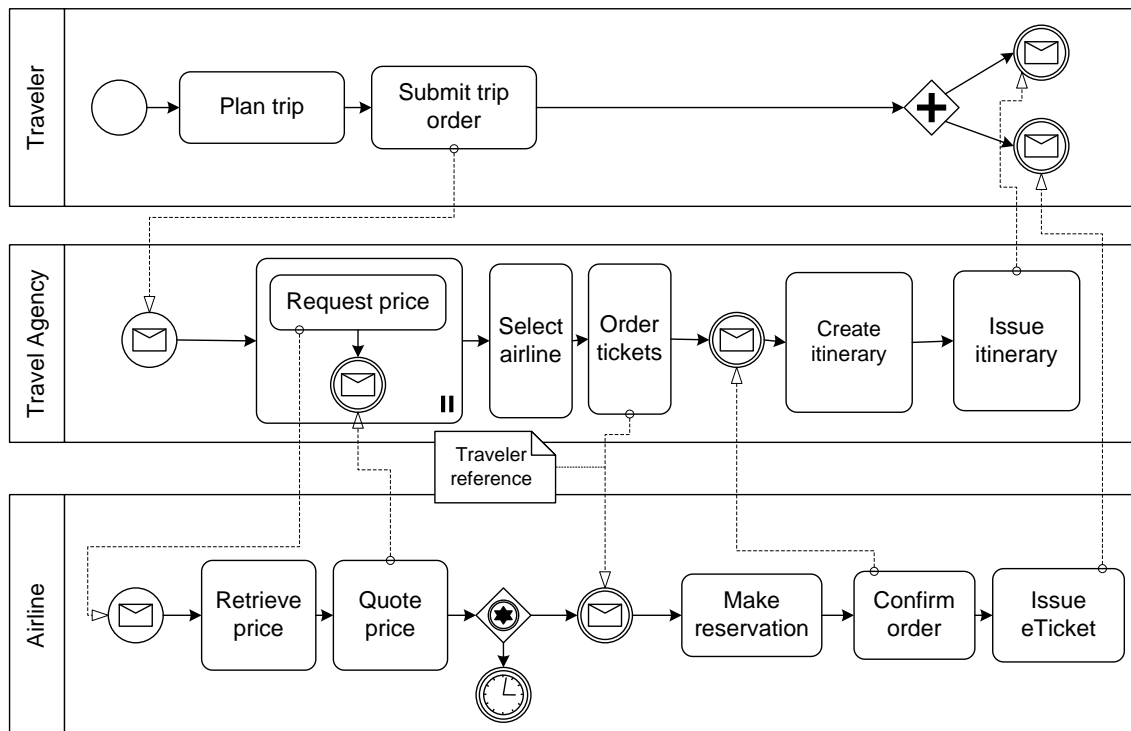 Traveler
Plan trip
Submit trip
order
Travel Agency
Request price
Select
airline
Order
tickets
Create
itinerary
Issue
itinerary
Traveler
reference
Airline
Retrieve
price
Quote
price
Make
reservation
Confirm
order
Issue
eTicket